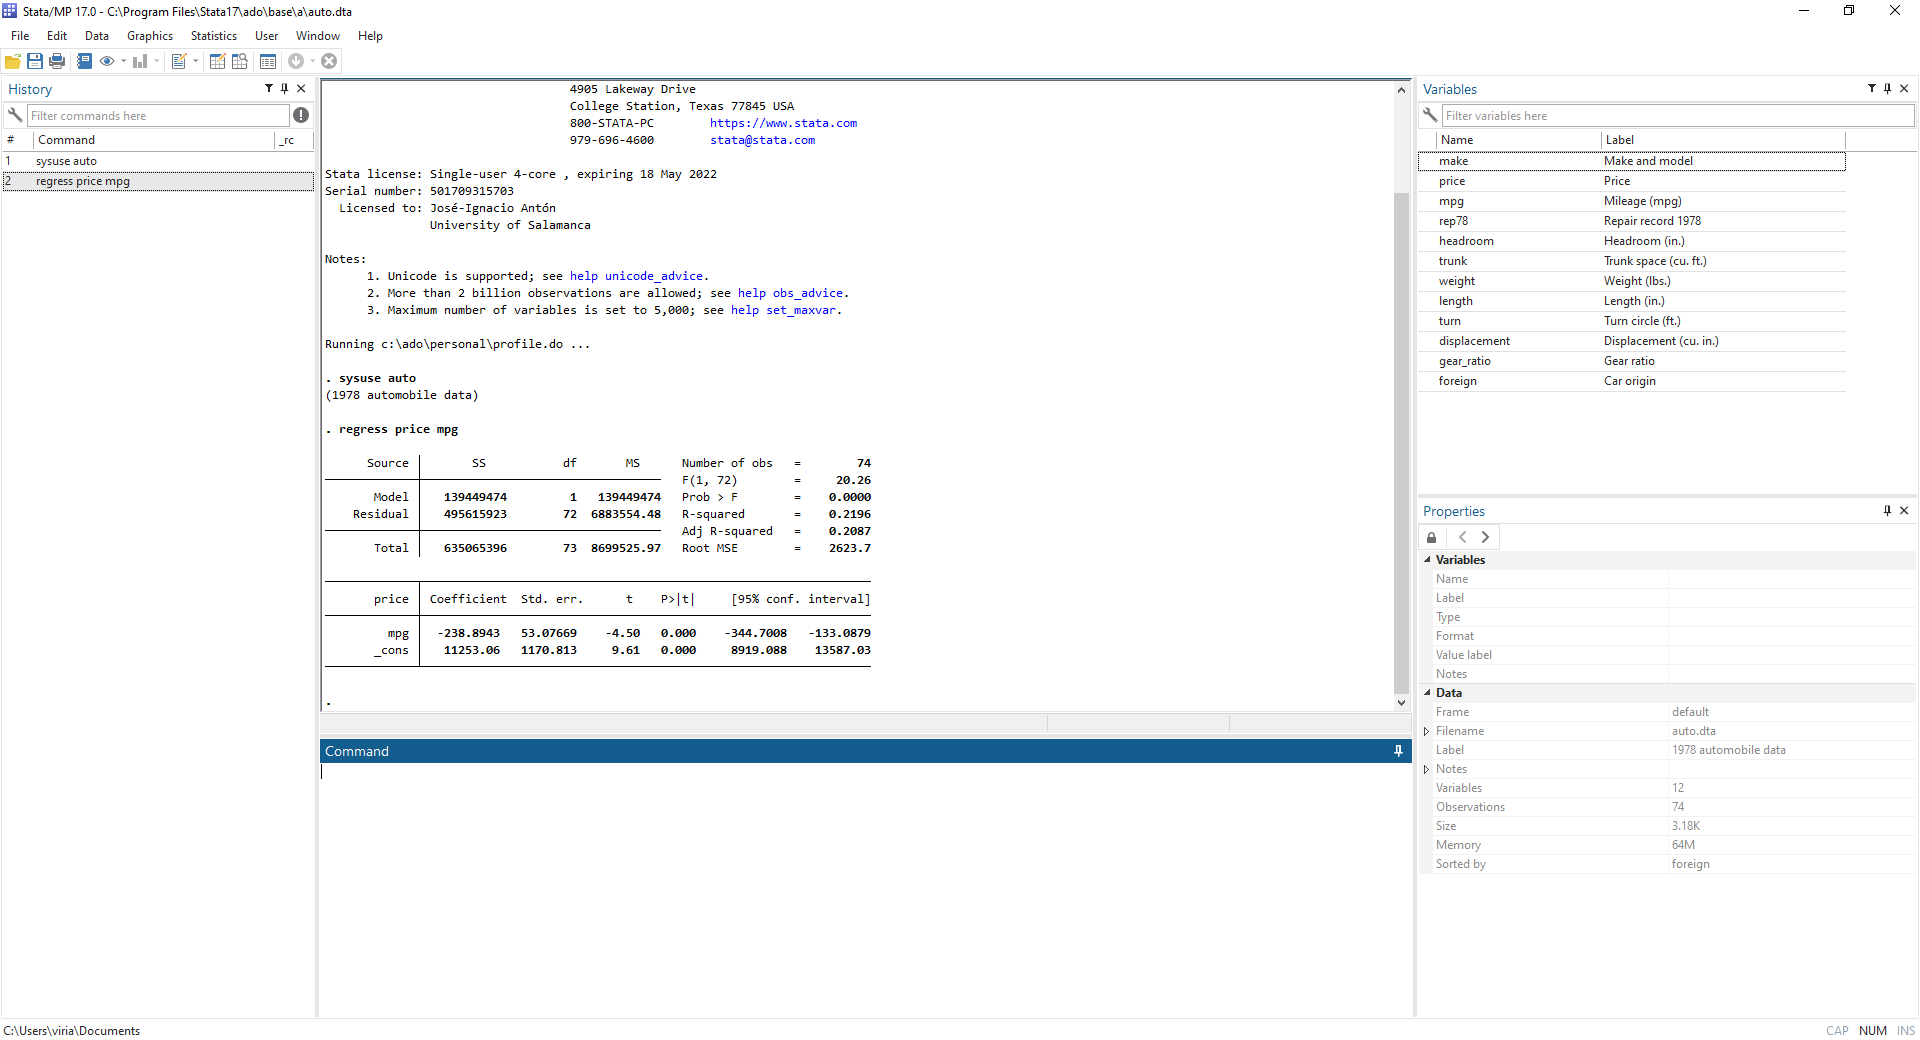 Stata/MP 17.0 - C:\Program Files\Stata17\ado\base\a\auto.dta
File Edit Data Graphics Statistics User Window Help
History
Filter commands here
# Command _rc
1 sysuse auto
2 regress price mpg
4905 Lakeway Drive
College Station, Texas 77845 USA
800-STATA-PC https://www.stata.com
979-696-4600 stata@stata.com
Stata license: Single-user 4-core , expiring 18 May 2022
Serial number: 501709315703
Licensed to: José-Ignacio Antón
University of Salamanca
Notes:
1. Unicode is supported; see help unicode_advice.
2. More than 2 billion observations are allowed; see help obs_advice.
3. Maximum number of variables is set to 5,000; see help set_maxvar.
Running c:\ado\personal\profile.do ...
. sysuse auto
(1978 automobile data)
. regress price mpg
Source SS df MS Number of obs = 74
F(1, 72) = 20.26
Model 139449474 1 139449474 Prob > F = 0.0000
Residual 495615923 72 6883554.48 R-squared = 0.2196
Adj R-squared = 0.2087
Total 635065396 73 8699525.97 Root MSE = 2623.7
price Coefficient Std. err. t P>|t| [95% conf. interval]
mpg -238.8943 53.07669 -4.50 0.000 -344.7008 -133.0879
_cons 11253.06 1170.813 9.61 0.000 8919.088 13587.03
.
Command
Variables
Filter variables here
Name Label
make Make and model
price Price
mpg Mileage (mpg)
rep78 Repair record 1978
headroom Headroom (in.)
trunk Trunk space (cu. ft.)
weight Weight (lbs.)
length Length (in.)
turn Turn circle (ft.)
displacement Displacement (cu. in.)
gear_ratio Gear ratio
foreign Car origin
Properties
Variables
Name
Label
Type
Format
Value label
Notes
Data
Frame default
Filename auto.dta
Label 1978 automobile data
Notes
Variables 12
Observations 74
Size 3.18K
Memory 64M
Sorted by foreign
C:\Users\viria\Documents
CAP NUM INS